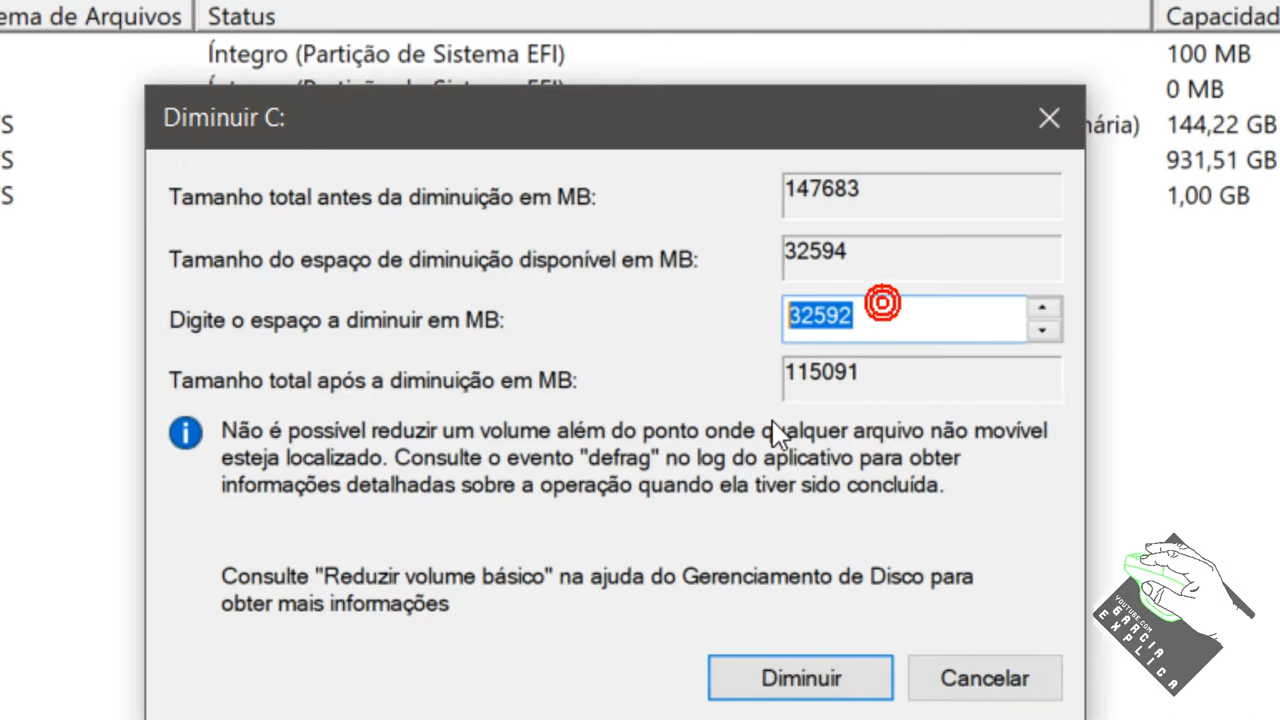 ema de Arquivos Status Capacidad
Íntegro (Partição de Sistema EFI) 100 MB
0 MB
Diminuir C:
S nária) 144,22 GB
S 931,51 GB
S 1,00 GB
Tamanho total antes da diminuição em MB: 147683
Tamanho do espaço de diminuição disponível em MB: 32594
Digite o espaço a diminuir em MB: 32592
Tamanho total após a diminuição em MB: 115091
Não é possível reduzir um volume além do ponto onde qualquer arquivo não movível
esteja localizado. Consulte o evento "defrag" no log do aplicativo para obter
informações detalhadas sobre a operação quando ela tiver sido concluída.
Consulte "Reduzir volume básico" na ajuda do Gerenciamento de Disco para
obter mais informações
Diminuir Cancelar
YOUTUBE.COM
EGARCIA
EXPLICA